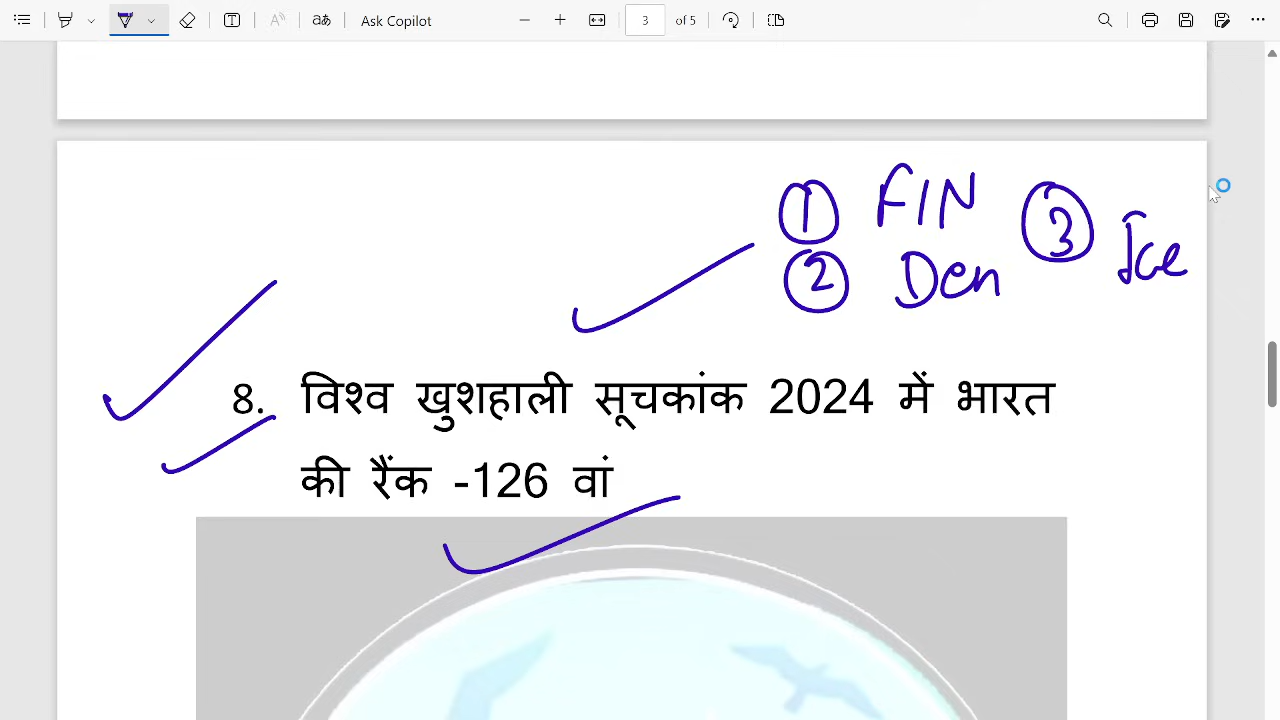 Ask Copilot
3 of 5
1 FIN 3 Ice
2 Den
8. विश्व खुशहाली सूचकांक 2024 में भारत
की रैंक -126 वां